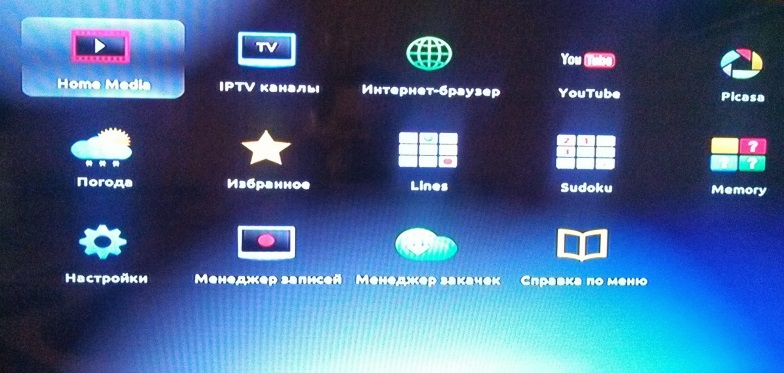 Home Media
TV
IPTV каналы
Интернет-браузер
You Tube
YouTube
Picasa
Погода
Избранное
Lines
Sudoku
? ? ?
Memory
Настройки
Менеджер записей
Менеджер закачек
Справка по меню